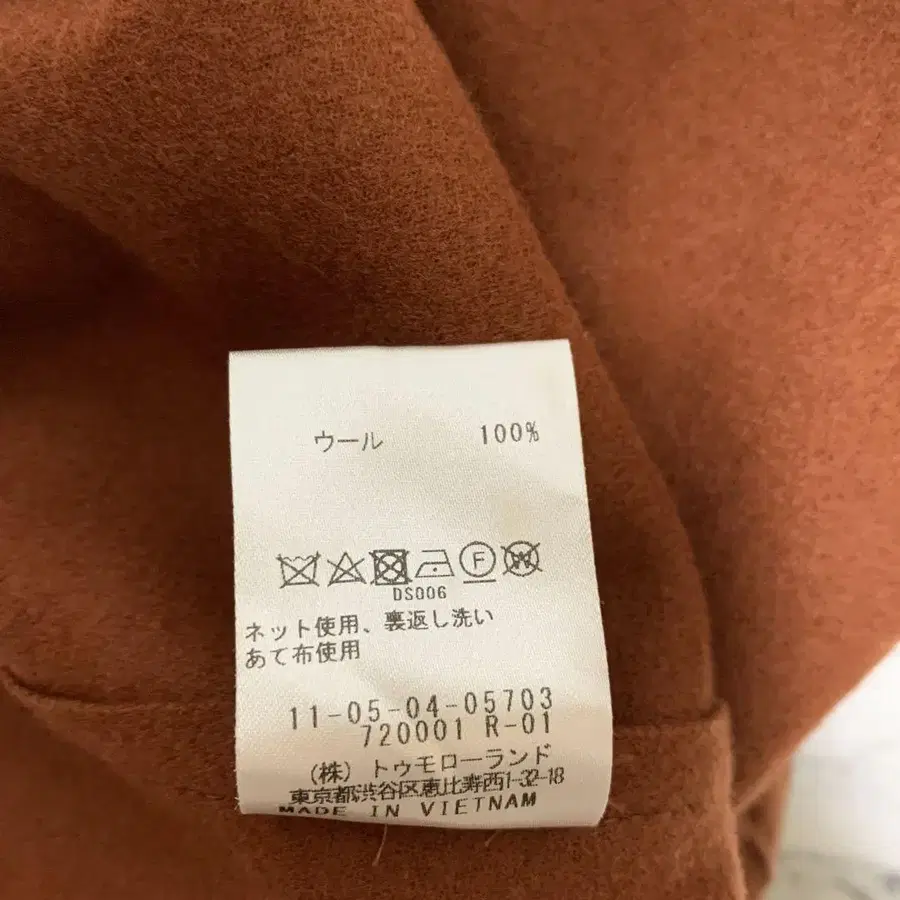 ウール 100%
F W
DS006
ネット使用、裏返し洗い
あて布使用
11-05-04-05703
720001 R-01
(株) トゥモローランド
東京都渋谷区恵比寿西1-32-18
MADE IN VIETNAM